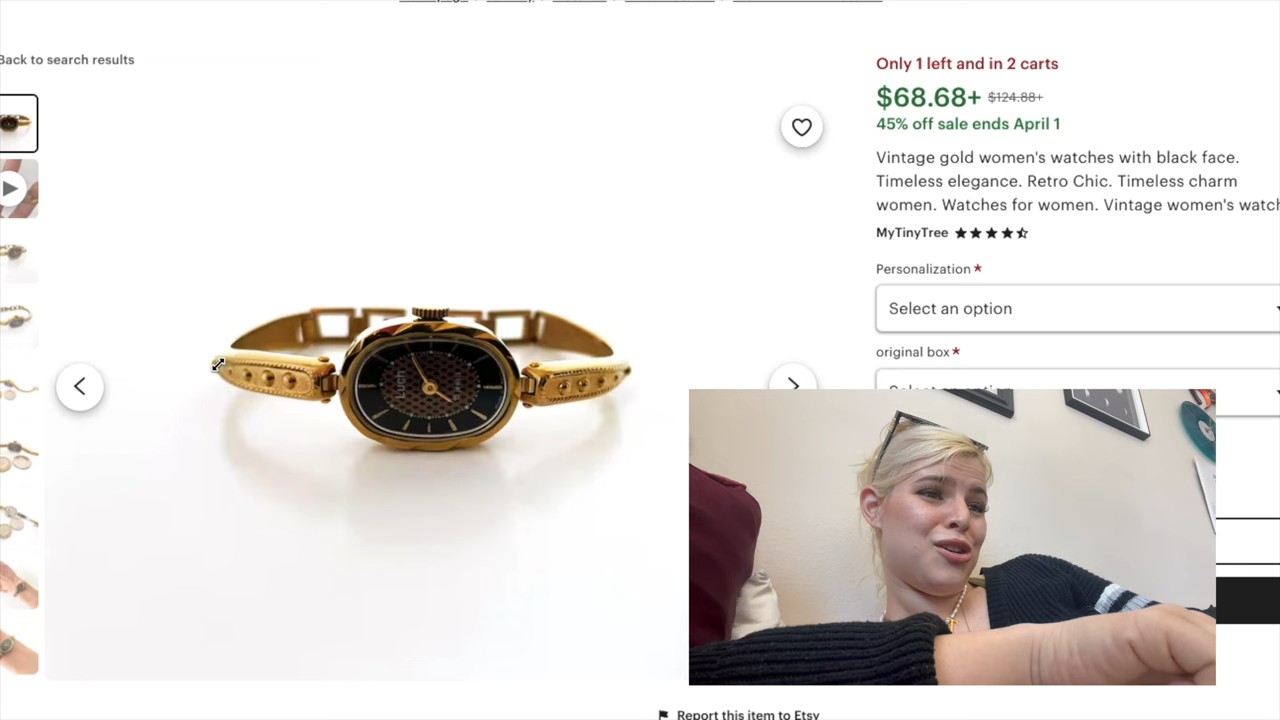 Back to search results
Only 1 left and in 2 carts
$68.68+ $124.88+
45% off sale ends April 1
Vintage gold women's watches with black face.
Timeless elegance. Retro Chic. Timeless charm
women. Watches for women. Vintage women's watch
MyTinyTree
Personalization *
Select an option
original box *
Luch
Report this item to Etsy